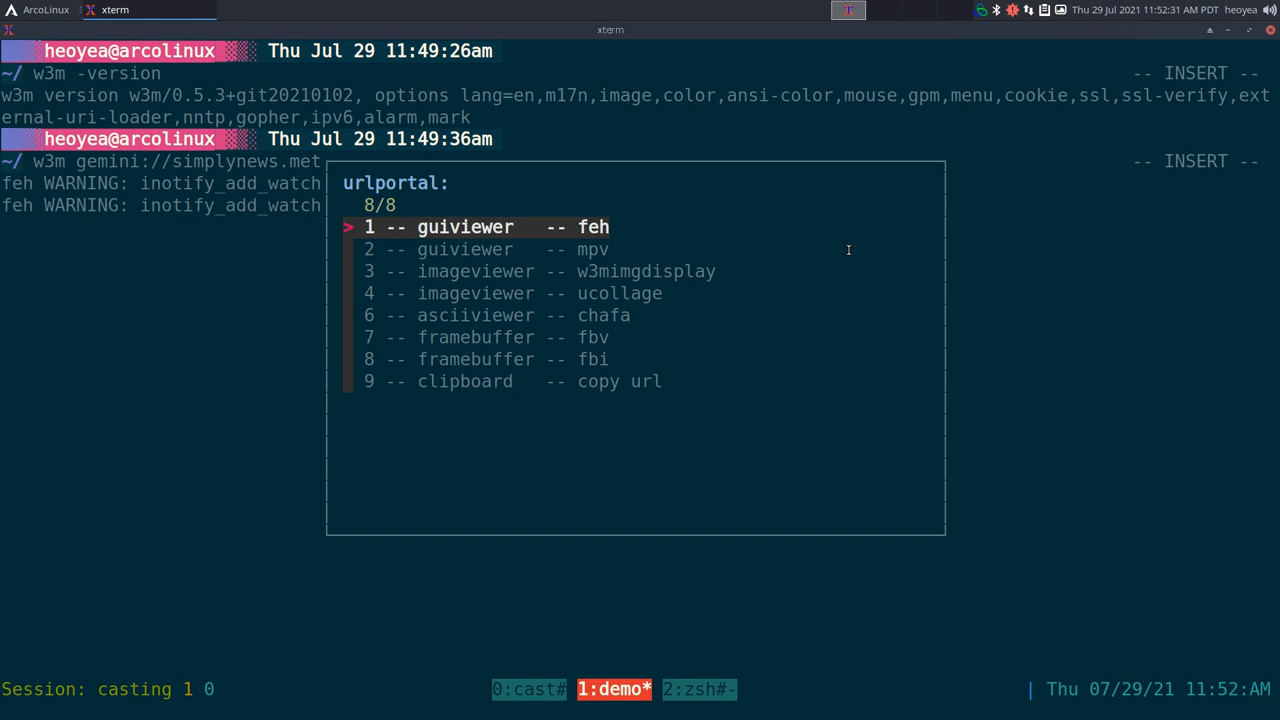 ArcoLinux xterm Thu 29 Jul 2021 11:52:31 AM PDT heoyea
xterm
heoyea@arcolinux Thu Jul 29 11:49:26am
~/ w3m -version -- INSERT --
w3m version w3m/0.5.3+git20210102, options lang=en,m17n,image,color,ansi-color,mouse,gpm,menu,cookie,ssl,ssl-verify,ext
ernal-uri-loader,nntp,gopher,ipv6,alarm,mark
heoyea@arcolinux Thu Jul 29 11:49:36am
~/ w3m gemini://simplynews.met -- INSERT --
feh WARNING: inotify_add_watch
feh WARNING: inotify_add_watch
urlportal:
8/8
> 1 -- guiviewer -- feh
2 -- guiviewer -- mpv
3 -- imageviewer -- w3mimgdisplay
4 -- imageviewer -- ucollage
6 -- asciiviewer -- chafa
7 -- framebuffer -- fbv
8 -- framebuffer -- fbi
9 -- clipboard -- copy url
Session: casting 1 0 0:cast# 1:demo* 2:zsh#- | Thu 07/29/21 11:52:AM